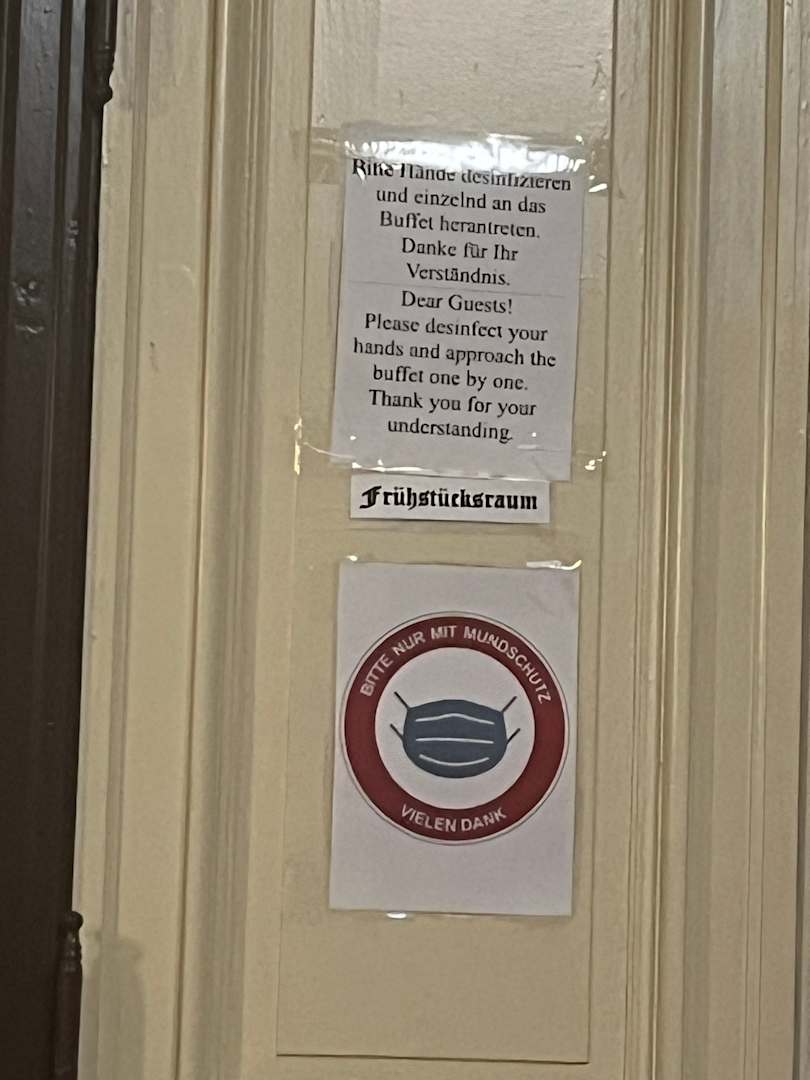 Bitte Hände desinfizieren
und einzelnd an das
Buffet herantreten.
Danke für Ihr
Verständnis.
Dear Guests!
Please desinfect your
hands and approach the
buffet one by one.
Thank you for your
understanding.
Frühstücksraum
BITTE NUR MIT MUNDSCHUTZ
VIELEN DANK